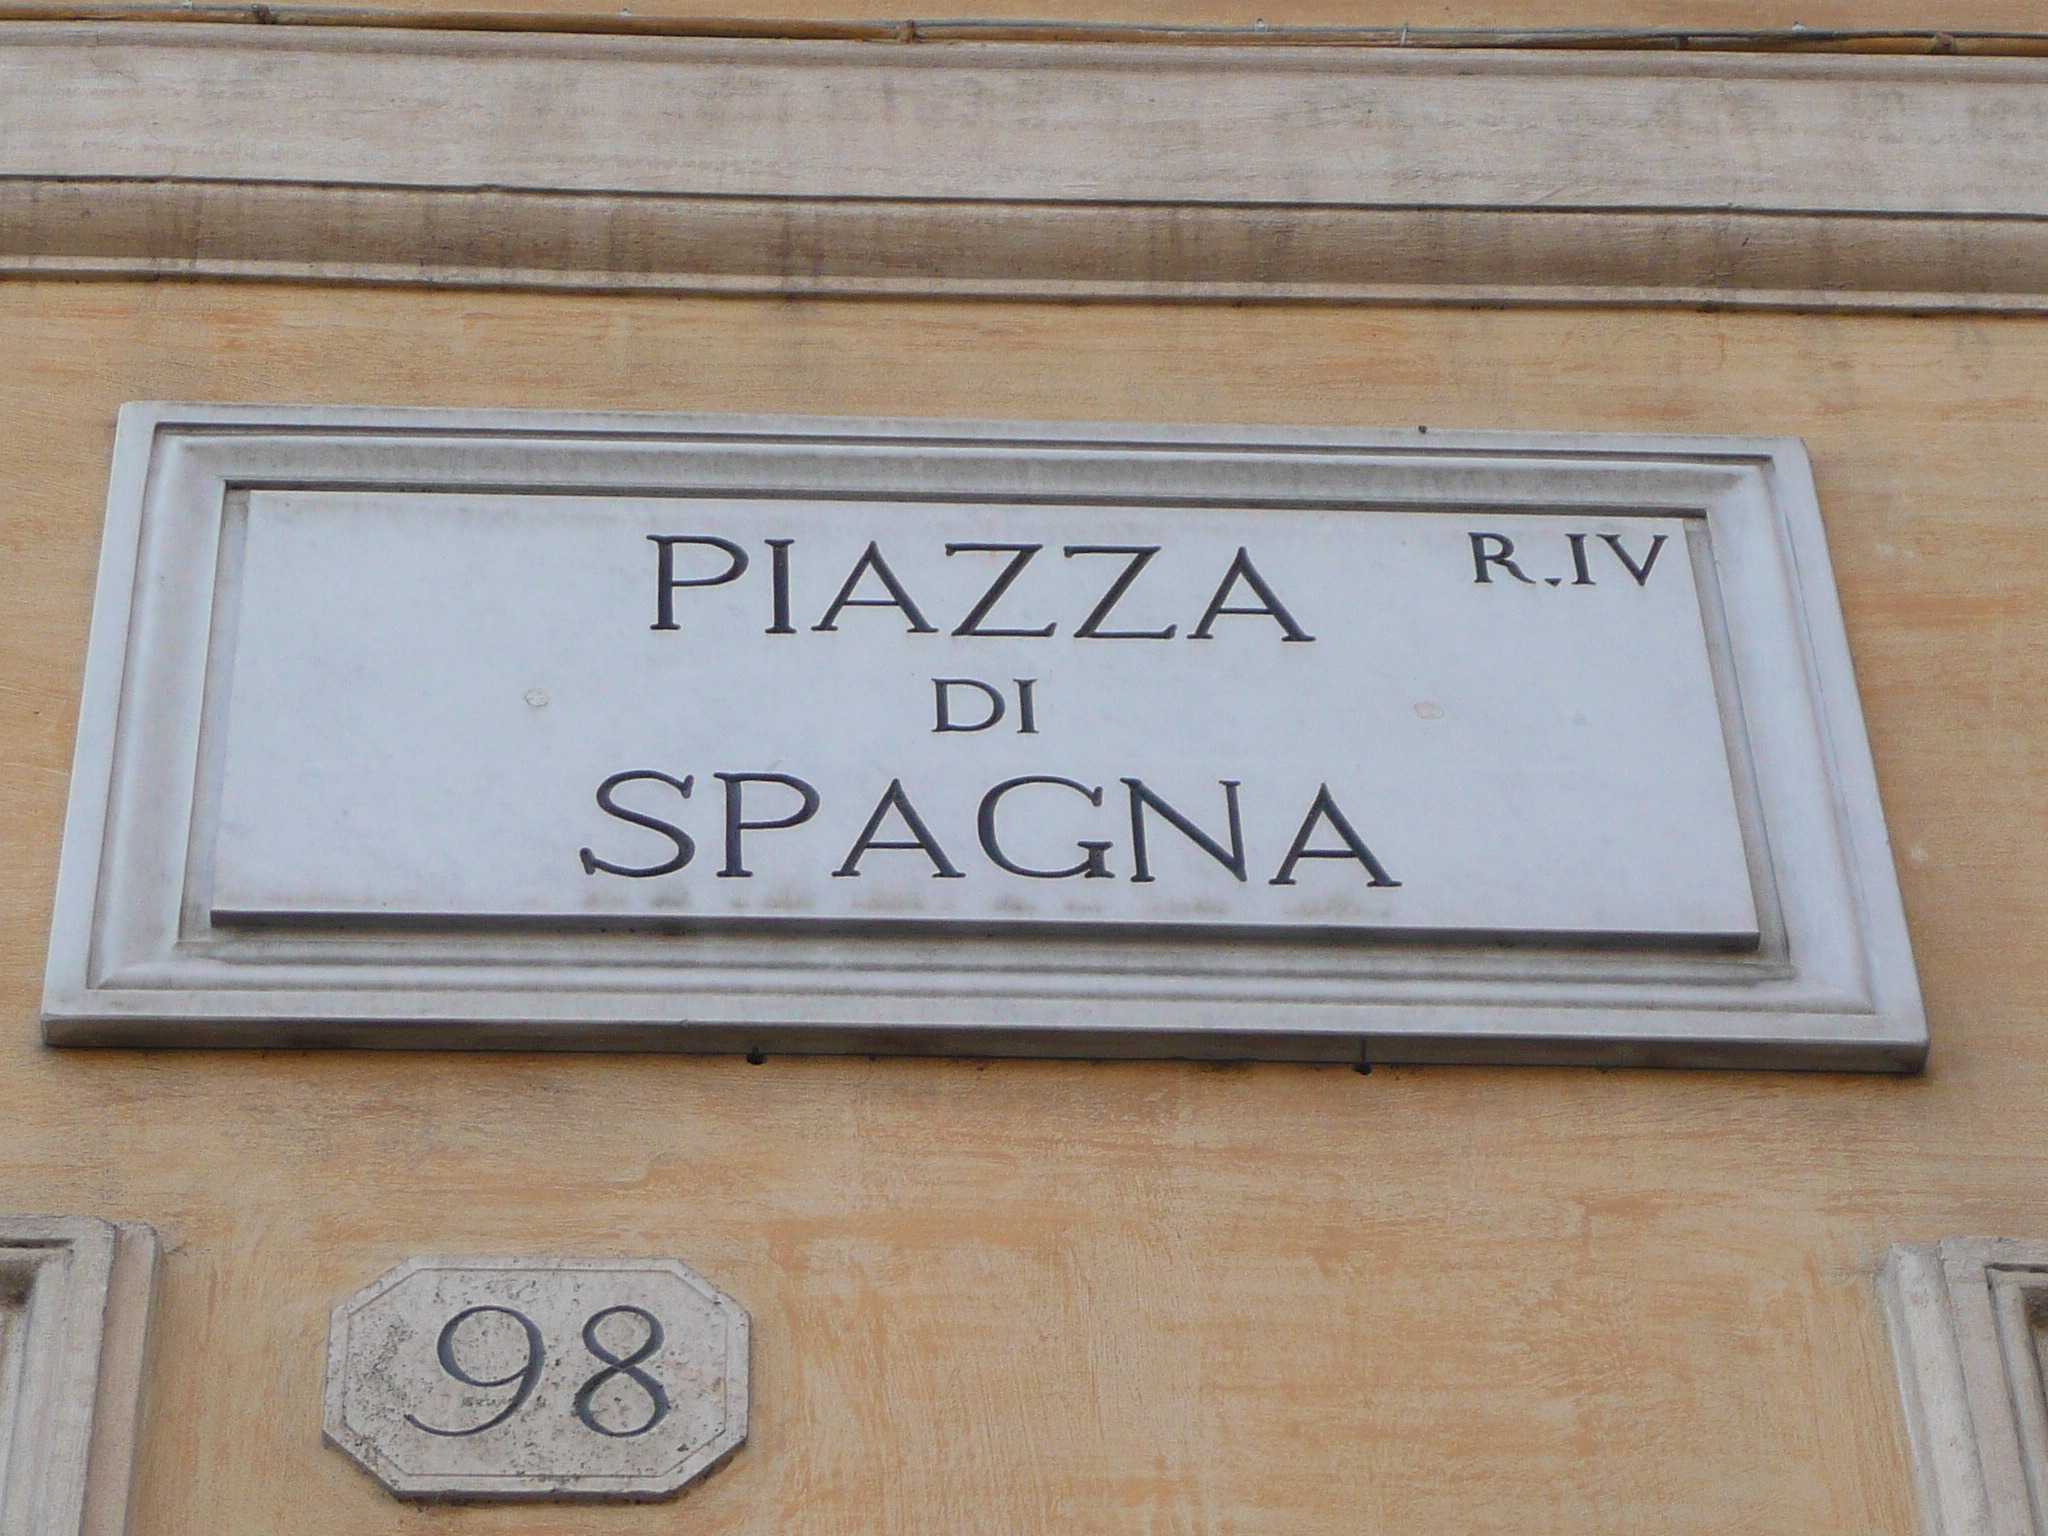 PIAZZA R.IV
DI
SPAGNA
98